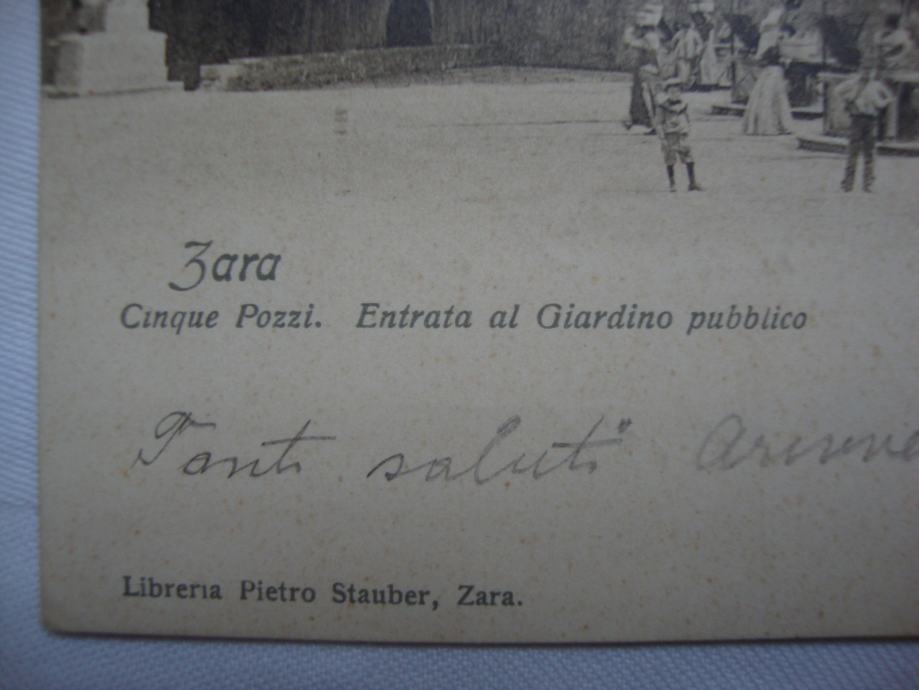 Zara
Cinque Pozzi. Entrata al Giardino pubblico
Tanti saluti
Libreria Pietro Stauber, Zara.